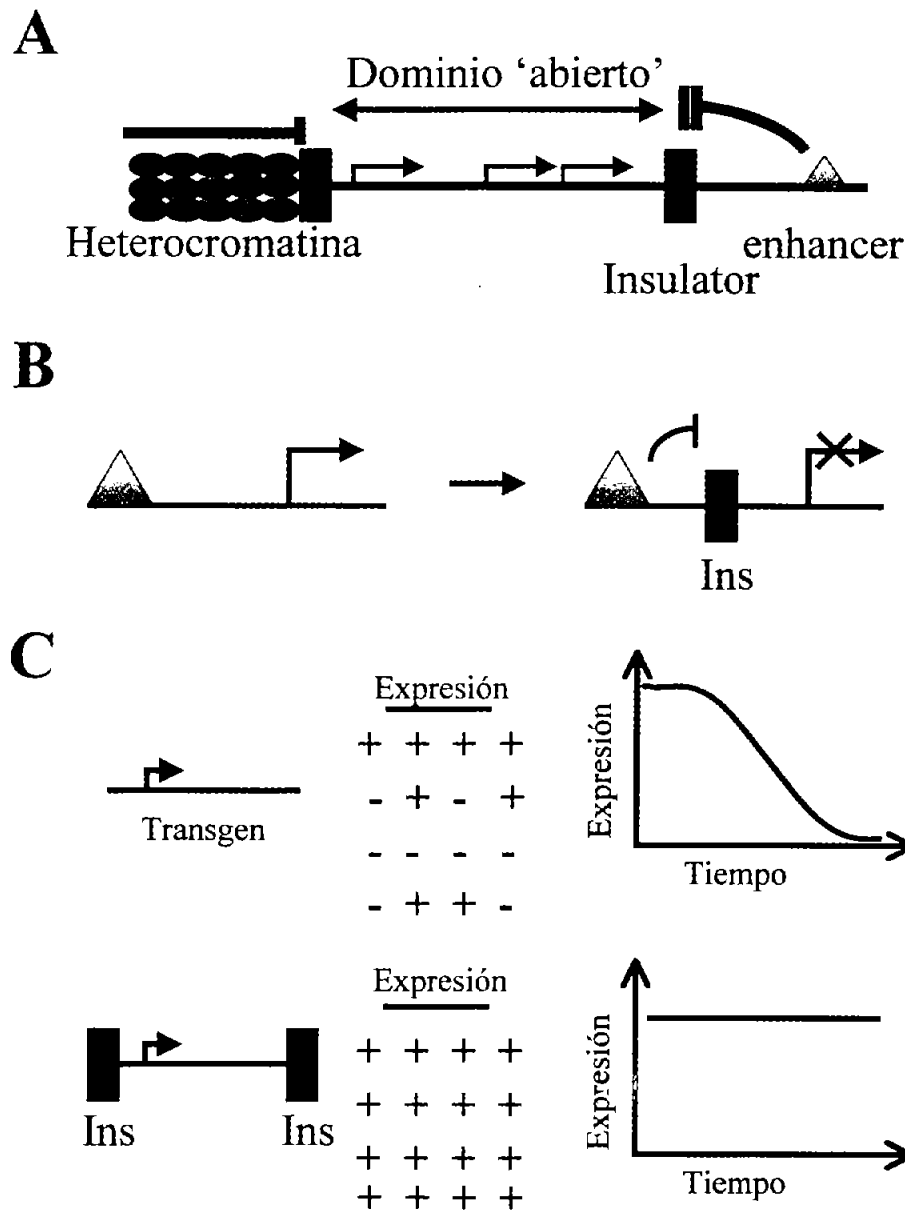 A
Dominio ‘abierto’
Heterocromatina
enhancer
Insulator
B
Ins
C
Expresión
+ + + +
- + - +
- - - -
- + + -
Transgen
Expresión
Tiempo
Expresión
+ + + +
+ + + +
+ + + +
+ + + +
Ins Ins
Expresión
Tiempo